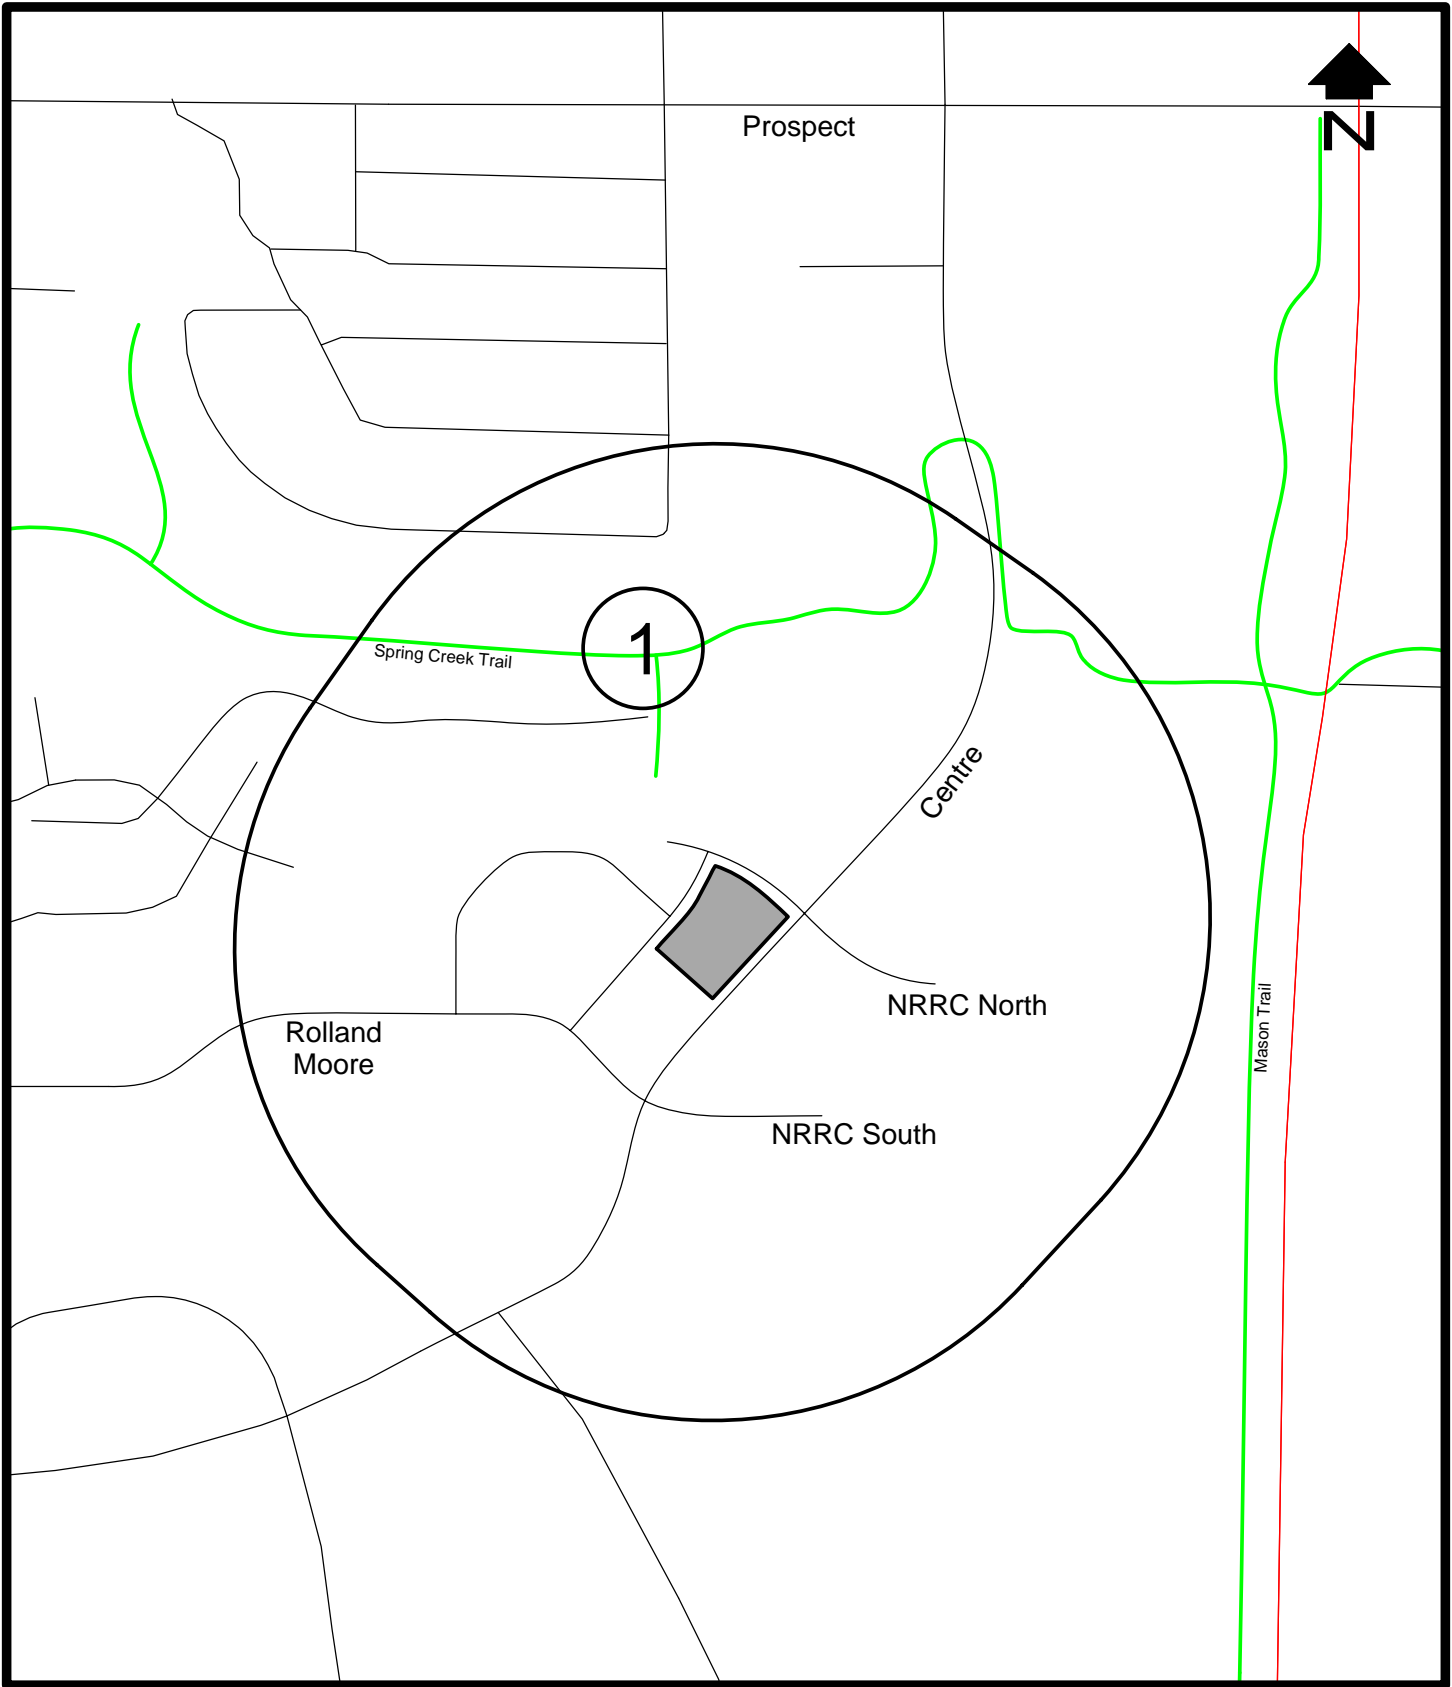 N
Prospect
1
Spring Creek Trail
Centre
NRRC North
Mason Trail
Rolland
Moore
NRRC South